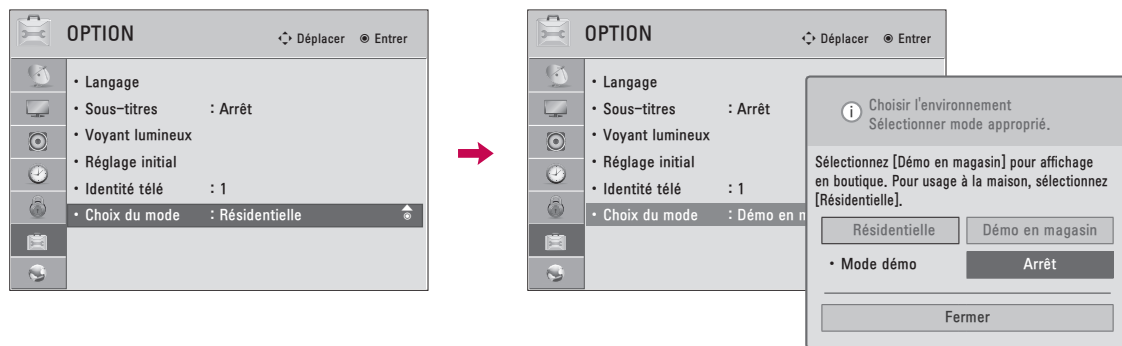 OPTION
Déplacer Entrer
• Langage
• Sous-titres : Arrêt
• Voyant lumineux
• Réglage initial
• Identité télé : 1
• Choix du mode : Résidentielle
OPTION
Déplacer Entrer
• Langage
• Sous-titres : Arrêt
• Voyant lumineux
• Réglage initial
• Identité télé : 1
• Choix du mode : Démo en m
i Choisir l'environnement
Sélectionner mode approprié.
Sélectionnez [Démo en magasin] pour affichage
en boutique. Pour usage à la maison, sélectionnez
[Résidentielle].
Résidentielle Démo en magasin
• Mode démo Arrêt
Fermer